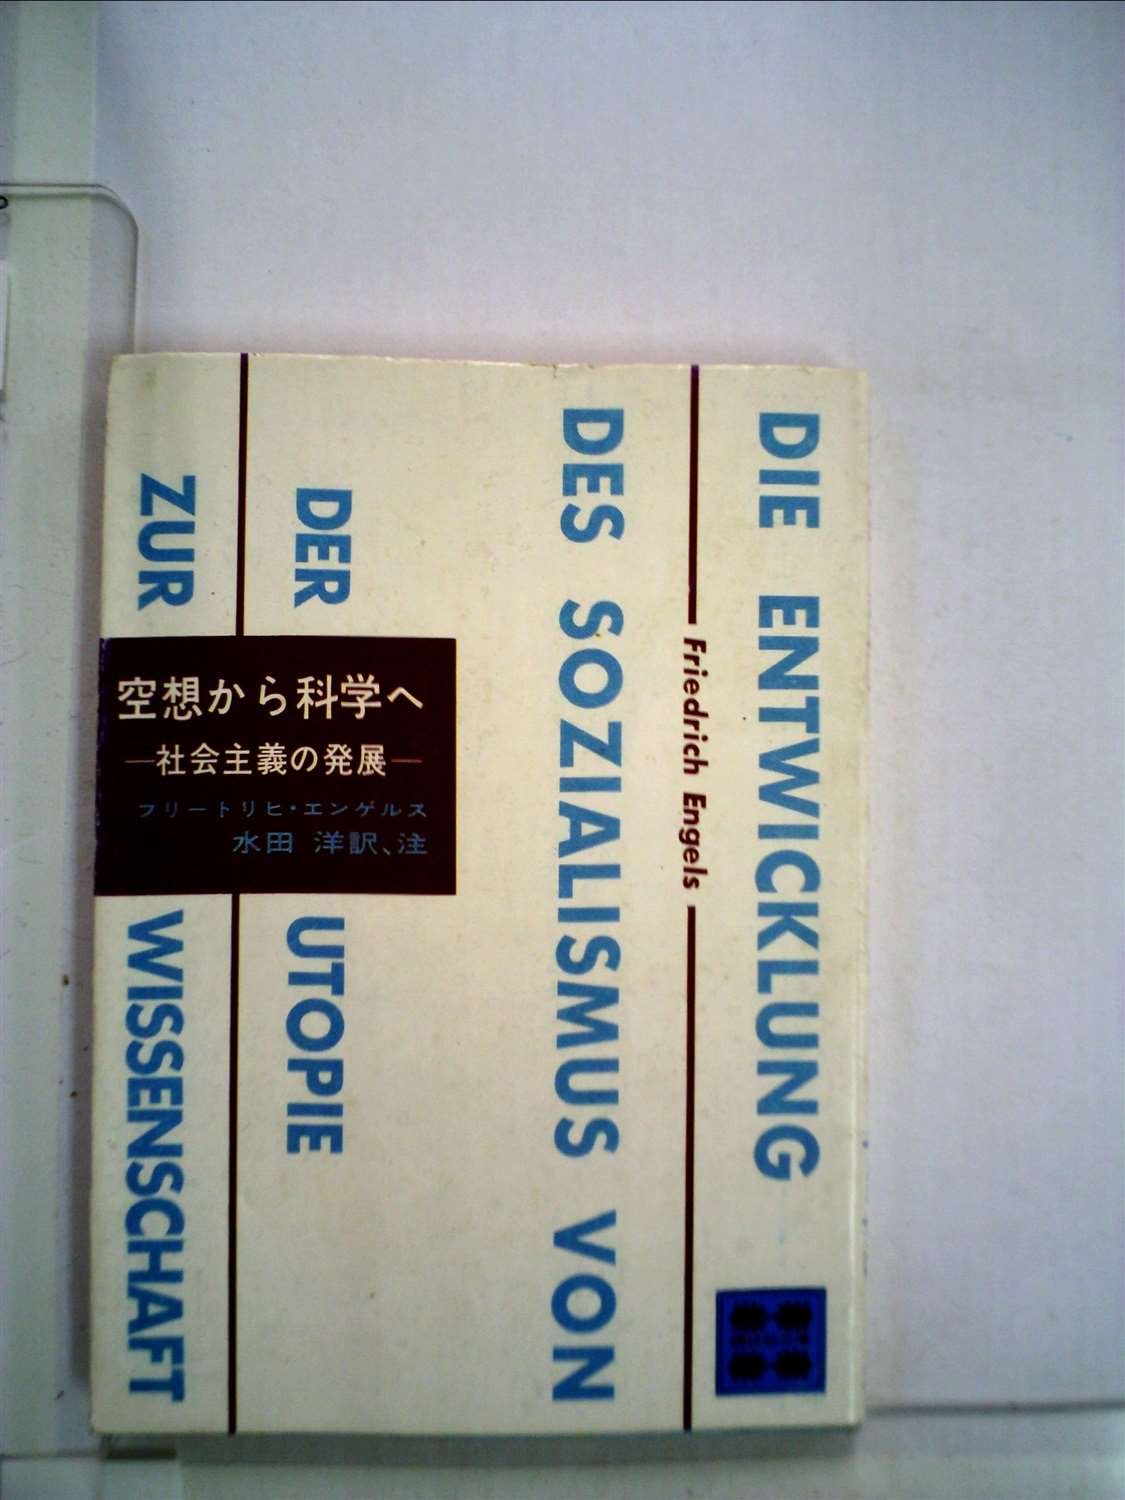 DIE ENTWICKLUNG
Friedrich Engels
DES SOZIALISMUS VON
DER UTOPIE
ZUR WISSENSCHAFT
空想から科学へ
—社会主義の発展—
フリートリヒ・エンゲルス
水田 洋訳、注